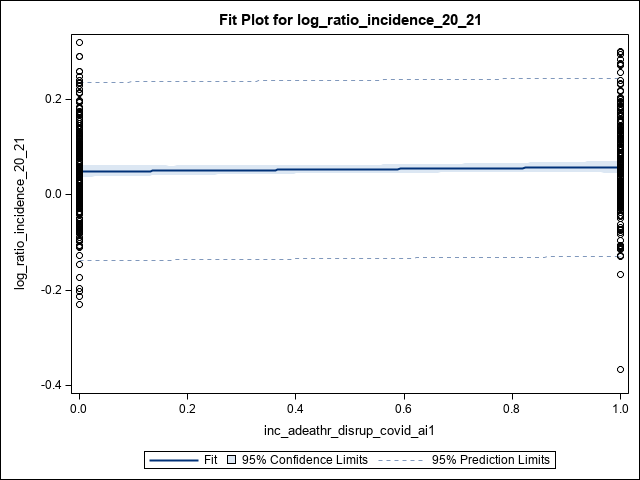 Fit Plot for log_ratio_incidence_20_21
0.2
0.0
-0.2
-0.4
log_ratio_incidence_20_21
0.0 0.2 0.4 0.6 0.8 1.0
inc_adeathr_disrup_covid_ai1
Fit 95% Confidence Limits 95% Prediction Limits